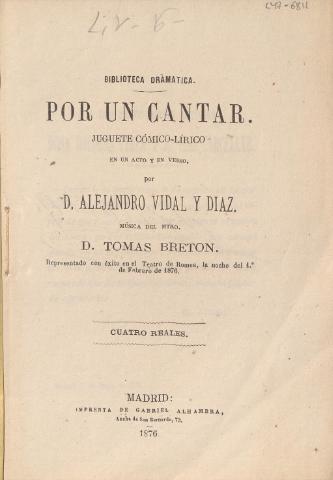 BIBLIOTECA DRÁMATICA.
POR UN CANTAR.
JUGUETE CÓMICO-LÍRICO
EN UN ACTO Y EN VERSO,
por
D. ALEJANDRO VIDAL Y DIAZ.
MÚSICA DEL MTRO.
D. TOMAS BRETON.
Representado con éxito en el Teatro de Romea, la noche del 1.°
de Febrero de 1876.
CUATRO REALES.
MADRID:
IMPRENTA DE GABRIEL ALHAMBRA,
Ancha de San Bernardo, 73.
1876